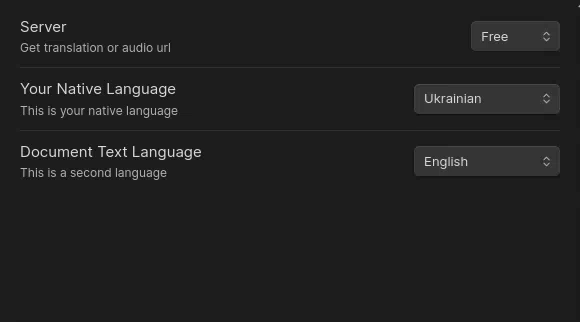 Server
Get translation or audio url
Free
Your Native Language
This is your native language
Ukrainian
Document Text Language
This is a second language
English